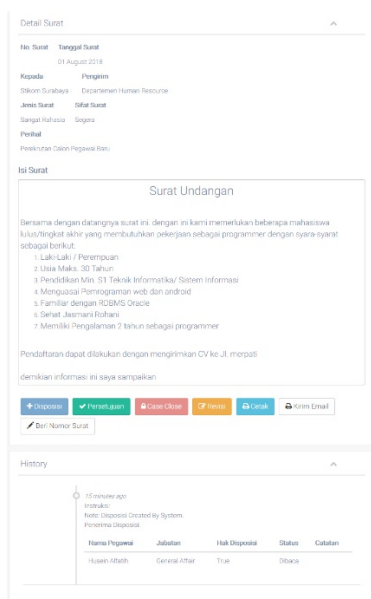 Detail Surat
No. Surat Tanggal Surat
01 August 2018
Kepada Pengirim
Stikom Surabaya Departemen Human Resource
Jenis Surat Sifat Surat
Sangat Rahasia Segera
Perihal
Perekrutan Calon Pegawai Baru
Isi Surat
Surat Undangan
Bersama dengan datangnya surat ini, dengan ini kami memerlukan beberapa mahasiswa
lulus/tingkat akhir yang membutuhkan pekerjaan sebagai programmer dengan syara-syarat
sebagai berikut:
1. Laki-Laki / Perempuan
2. Usia Maks. 30 Tahun
3. Pendidikan Min. S1 Teknik Informatika/ Sistem Informasi
4. Menguasai Pemrograman web dan android
5. Familiar dengan RDBMS Oracle
6. Sehat Jasmani Rohani
7. Memiliki Pengalaman 2 tahun sebagai programmer
Pendaftaran dapat dilakukan dengan mengirimkan CV ke Jl. merpati
demikian informasi ini saya sampaikan
Disposisi Persetujuan Case Close Revisi Cetak Kirim Email
Beri Nomor Surat
History
15 minutes ago
Instruksi:
Note: Disposisi Created By System.
Penerima Disposisi
Nama Pegawai Jabatan Hak Disposisi Status Catatan
Husein Alfatih General Affair True Dibaca